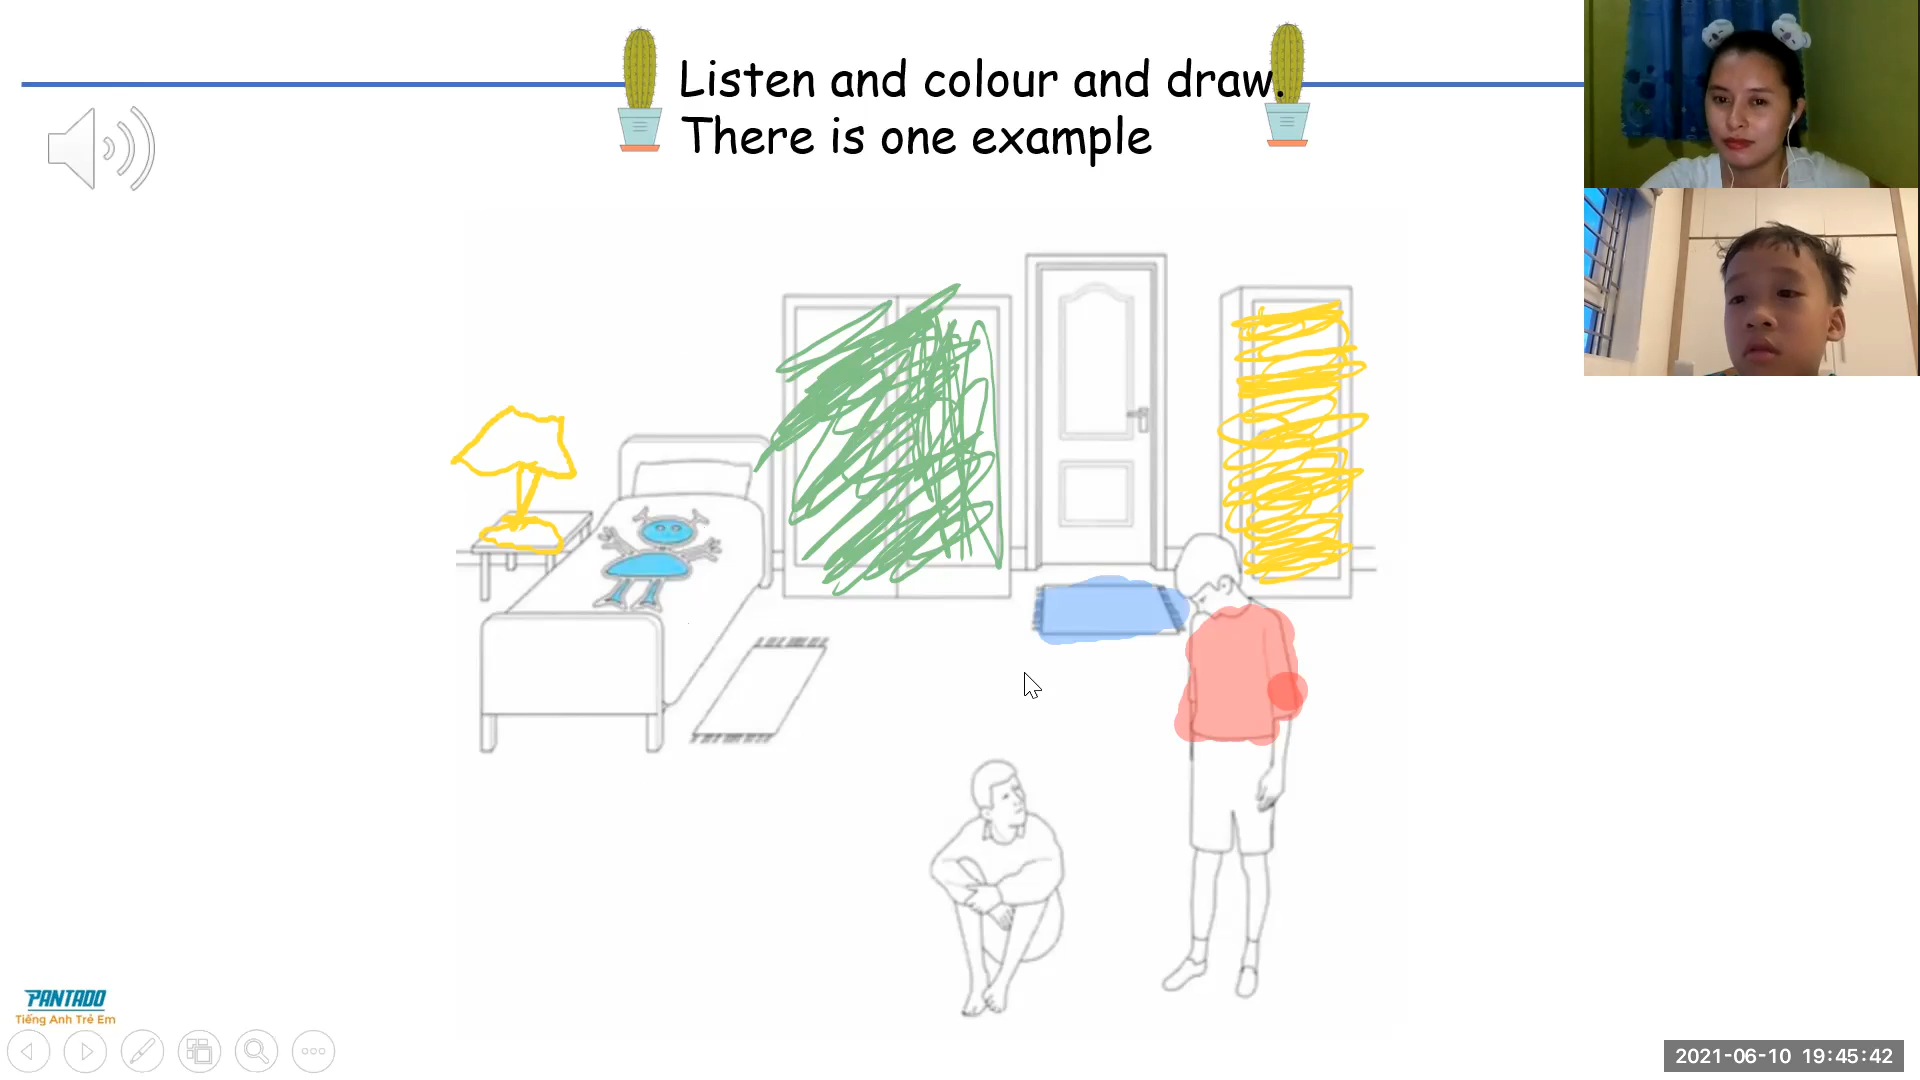 Listen and colour and draw.
There is one example
PANTADO
Tiếng Anh Trẻ Em
2021-06-10 19:45:42